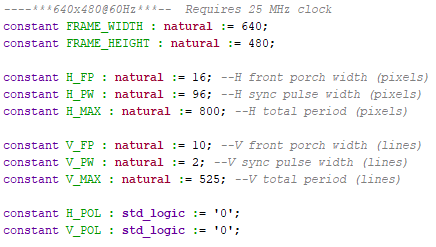 ----***640x480@60Hz***-- Requires 25 MHz clock
constant FRAME_WIDTH : natural := 640;
constant FRAME_HEIGHT : natural := 480;
constant H_FP : natural := 16; --H front porch width (pixels)
constant H_PW : natural := 96; --H sync pulse width (pixels)
constant H_MAX : natural := 800; --H total period (pixels)
constant V_FP : natural := 10; --V front porch width (lines)
constant V_PW : natural := 2; --V sync pulse width (lines)
constant V_MAX : natural := 525; --V total period (lines)
constant H_POL : std_logic := '0';
constant V_POL : std_logic := '0';